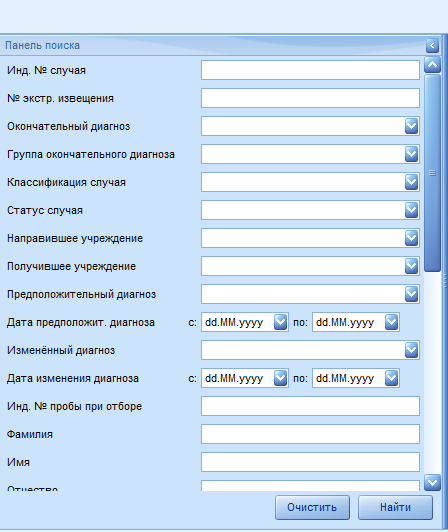 Панель поиска
Инд. № случая
№ экстр. извещения
Окончательный диагноз
Группа окончательного диагноза
Классификация случая
Статус случая
Направившее учреждение
Получившее учреждение
Предположительный диагноз
Дата предположит. диагноза с: dd.MM.yyyy по: dd.MM.yyyy
Изменённый диагноз
Дата изменения диагноза с: dd.MM.yyyy по: dd.MM.yyyy
Инд. № пробы при отборе
Фамилия
Имя
Отчество
Очистить Найти